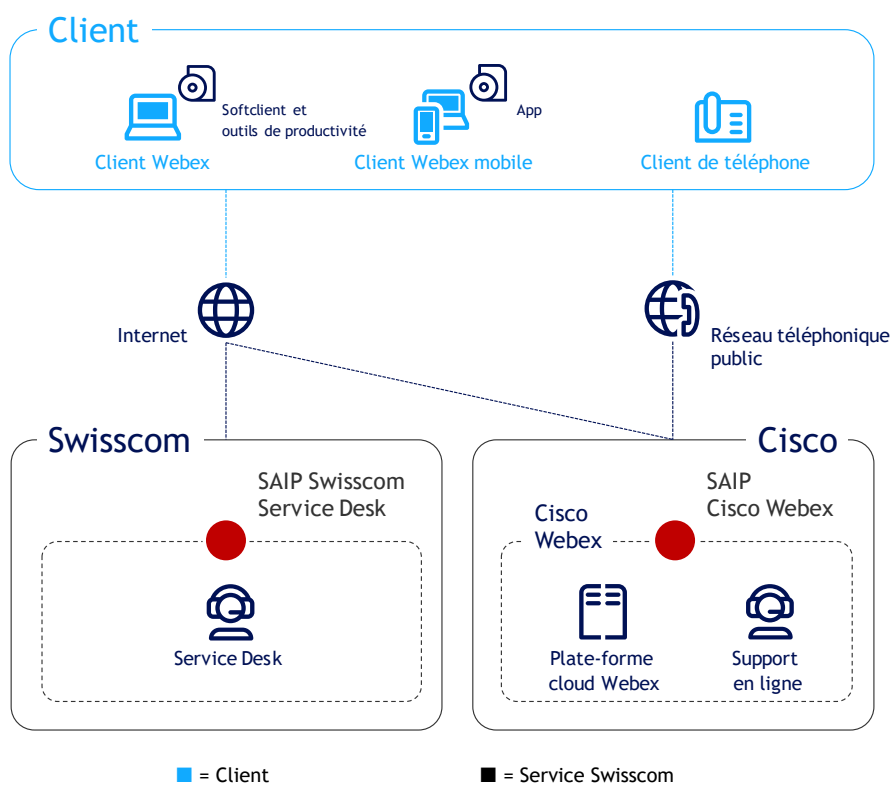 Client
Softclient et
outils de productivité
App
Client Webex
Client Webex mobile
Client de téléphone
Internet
Réseau téléphonique
public
Swisscom
Cisco
SAIP Swisscom
Service Desk
SAIP
Cisco Webex
Cisco
Webex
Service Desk
Plate-forme
cloud Webex
Support
en ligne
= Client
= Service Swisscom